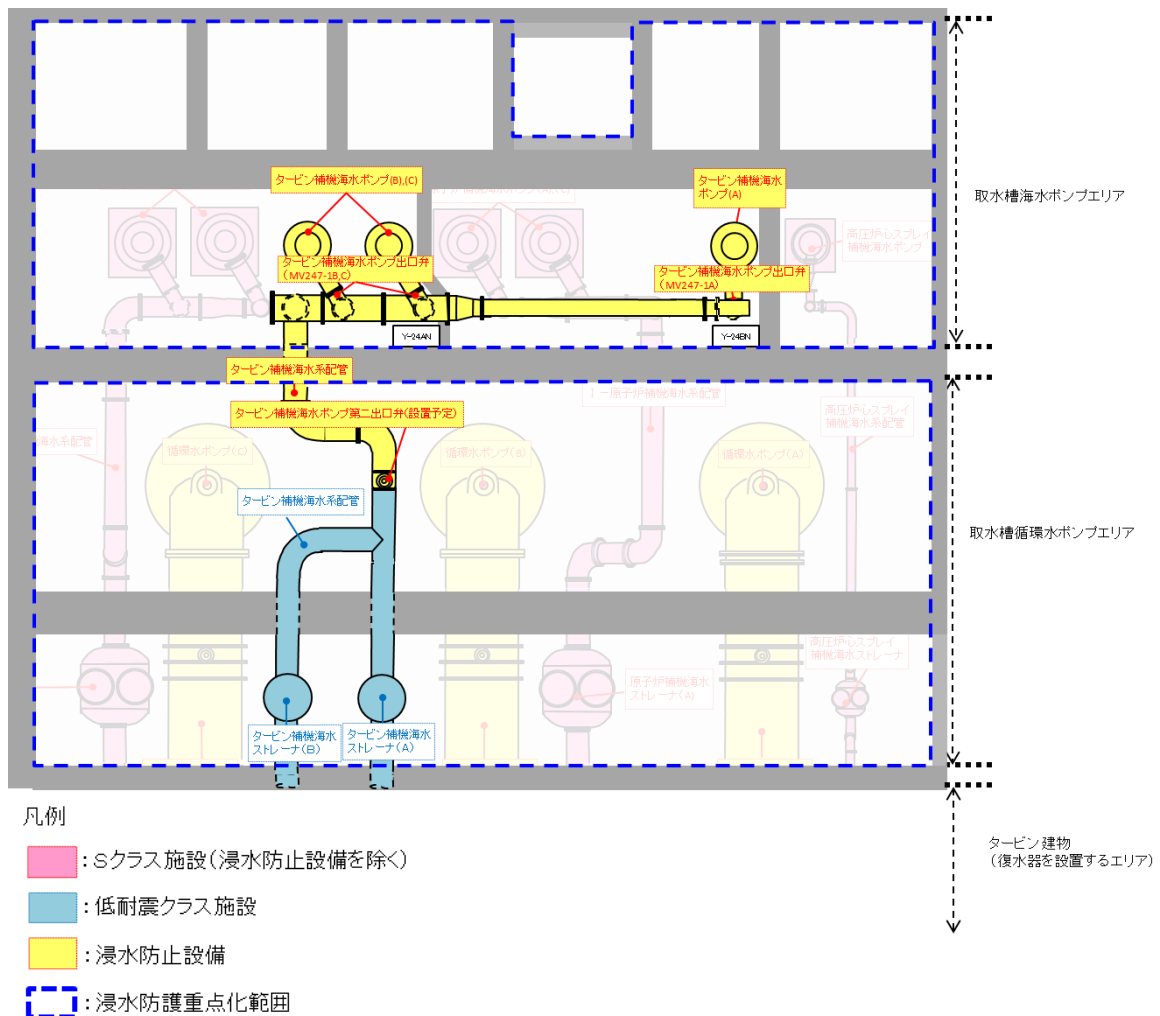 タービン補機海水ポンプ(B),(C)
タービン補機海水
ポンプ(A)
取水槽海水ポンプエリア
高圧炉心スプレイ
補機海水ポンプ
タービン補機海水ポンプ出口弁
(MV247-1B,C)
タービン補機海水ポンプ出口弁
(MV247-1A)
Y-24AN
Y-24BN
タービン補機海水系配管
Ⅰ-原子炉補機海水系配管
タービン補機海水ポンプ第二出口弁(設置予定)
高圧炉心スプレイ
補機海水系配管
海水系配管
循環水ポンプ(C)
循環水ポンプ(B)
循環水ポンプ(A)
タービン補機海水系配管
取水槽循環水ポンプエリア
高圧炉心スプレイ
補機海水ストレーナ
原子炉補機海水
ストレーナ(A)
タービン補機海水
ストレーナ(B)
タービン補機海水
ストレーナ(A)
凡例
:Sクラス施設(浸水防止設備を除く)
:低耐震クラス施設
:浸水防止設備
:浸水防護重点化範囲
タービン建物
(復水器を設置するエリア)